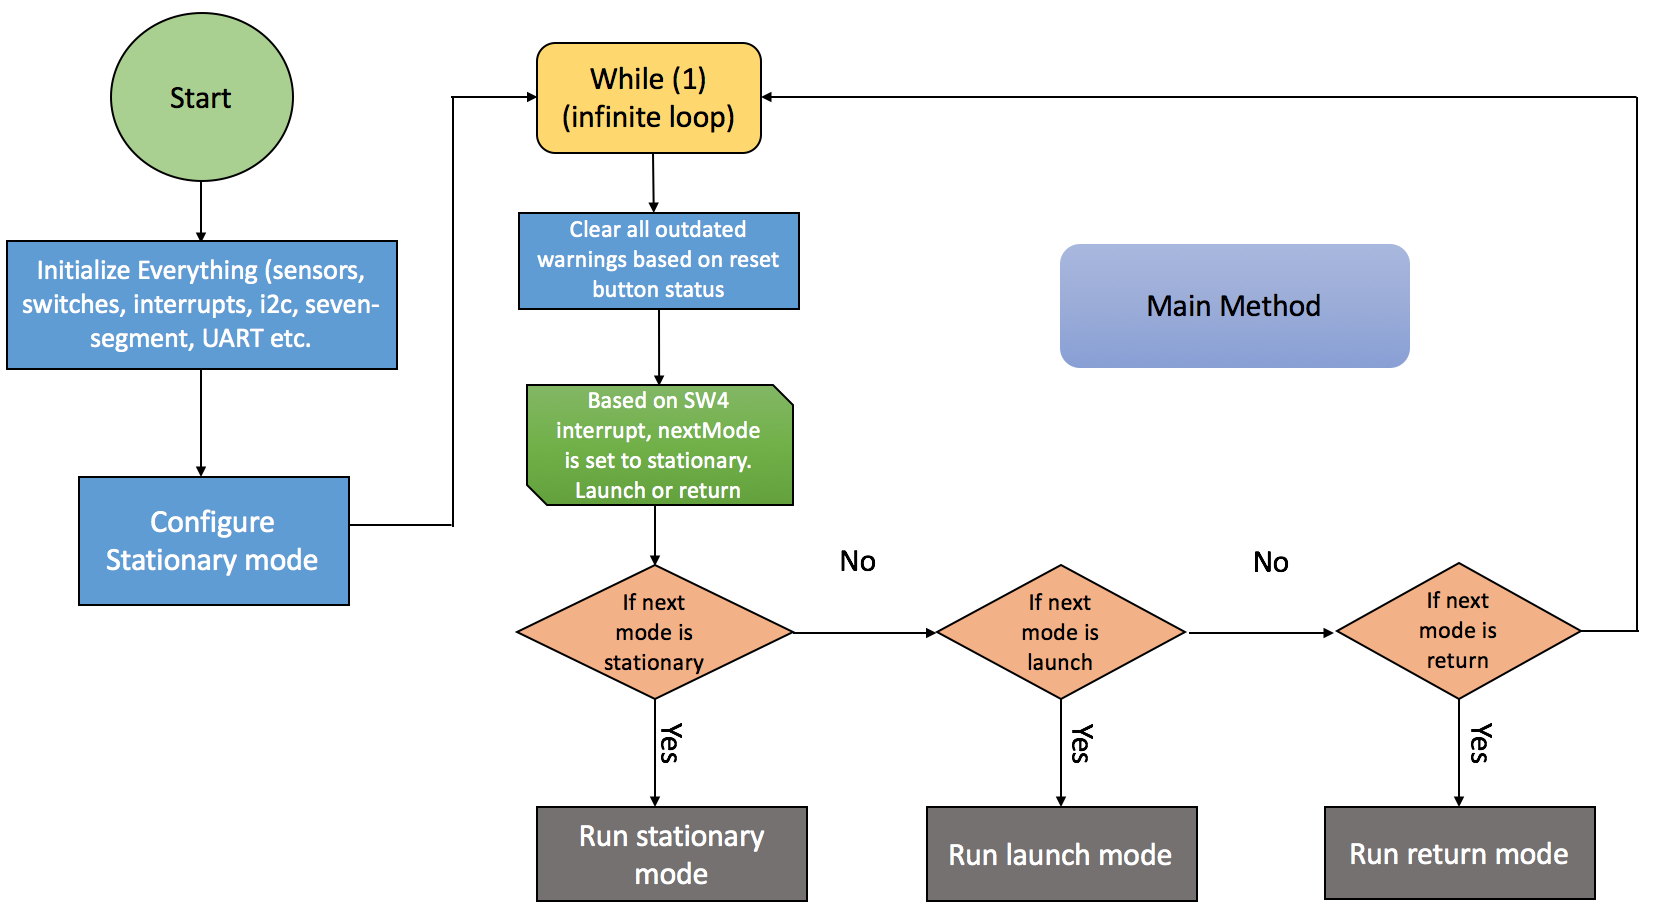 Start
Initialize Everything (sensors,
switches, interrupts, i2c, seven-
segment, UART etc.
Configure
Stationary mode
While (1)
(infinite loop)
Clear all outdated
warnings based on reset
button status
Based on SW4
interrupt, nextMode
is set to stationary.
Launch or return
Main Method
If next
mode is
stationary
No
If next
mode is
launch
No
If next
mode is
return
Yes
Yes
Yes
Run stationary
mode
Run launch mode
Run return mode